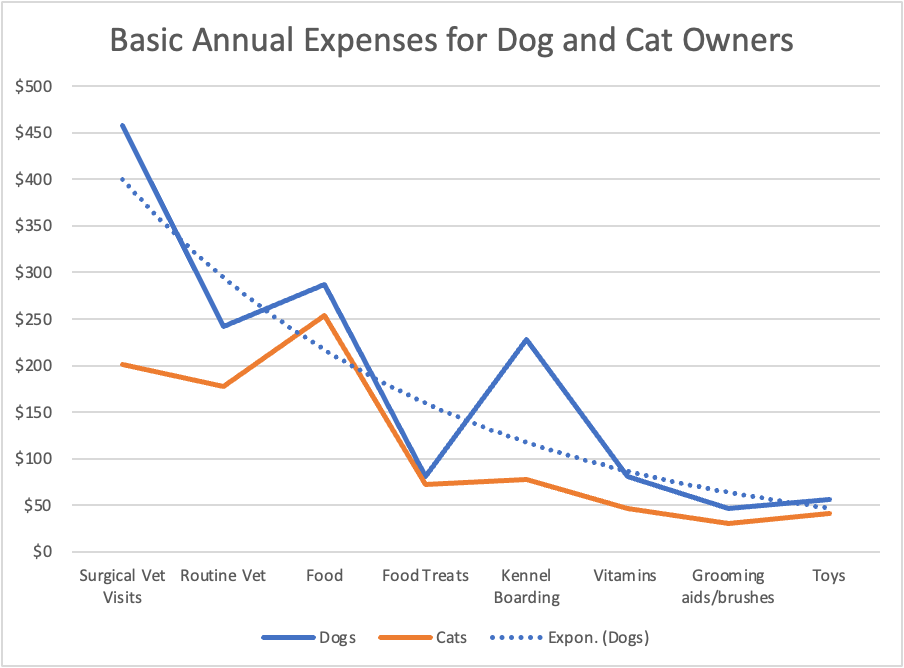 Basic Annual Expenses for Dog and Cat Owners
$500
$450
$400
$350
$300
$250
$200
$150
$100
$50
$0
Surgical Vet Visits
Routine Vet
Food
Food Treats
Kennel Boarding
Vitamins
Grooming aids/brushes
Toys
Dogs
Cats
Expon. (Dogs)